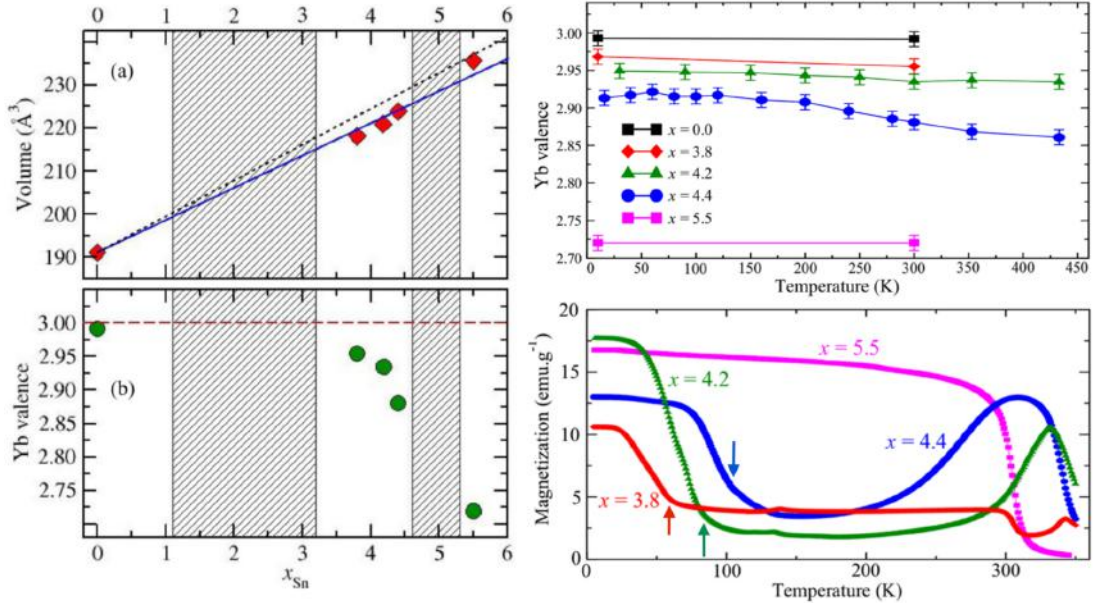 0 1 2 3 4 5 6
(a)
Volume (Å³)
230
220
210
200
190
(b)
Yb valence
3.00
2.95
2.90
2.85
2.80
2.75
0 1 2 3 4 5 6
xSn
Yb valence
3.00
2.95
2.90
2.85
2.80
2.75
2.70
x = 0.0
x = 3.8
x = 4.2
x = 4.4
x = 5.5
0 50 100 150 200 250 300 350 400 450
Temperature (K)
Magnetization (emu.g⁻¹)
20
15
10
5
0
x = 5.5
x = 4.2
x = 4.4
x = 3.8
0 100 200 300
Temperature (K)